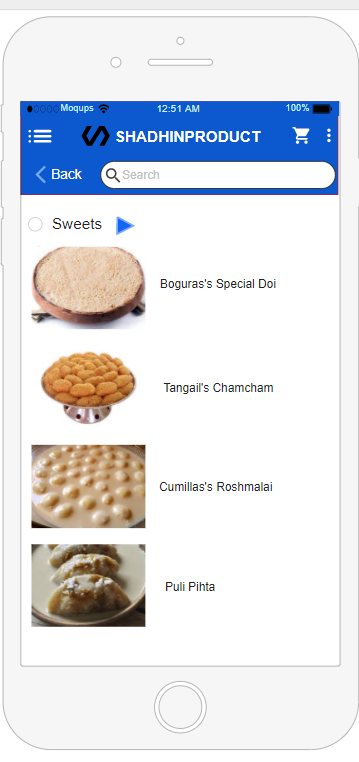 Moqups 12:51 AM 100%
SHADHINPRODUCT
Back Search
Sweets
Boguras's Special Doi
Tangail's Chamcham
Cumillas's Roshmalai
Puli Pihta